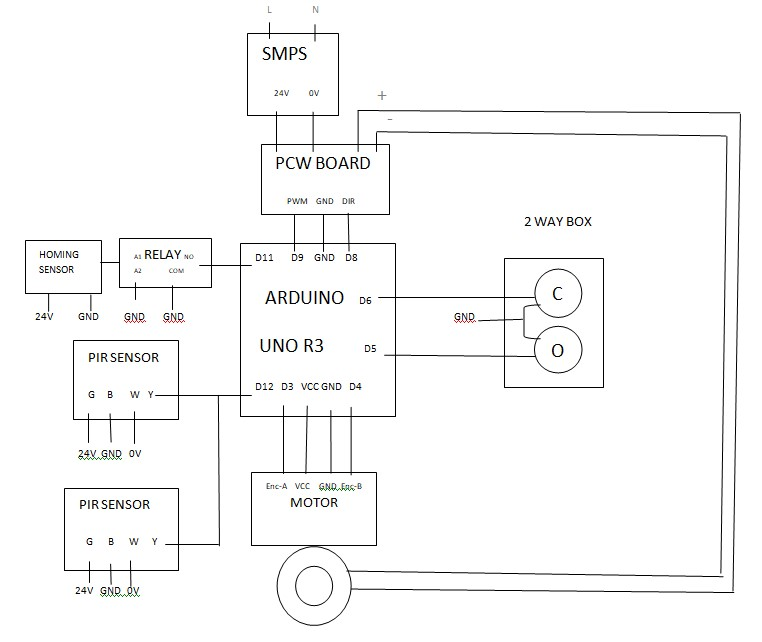 L N
SMPS
24V 0V
+
-
PCW BOARD
PWM GND DIR
2 WAY BOX
HOMING
SENSOR
24V GND
A1 RELAY NO
A2 COM
GND GND
D11 D9 GND D8
ARDUINO
UNO R3
D6
D5
D12 D3 VCC GND D4
C
GND
O
PIR SENSOR
G B W Y
24V GND 0V
PIR SENSOR
G B W Y
24V GND 0V
Enc-A VCC GND Enc-B
MOTOR